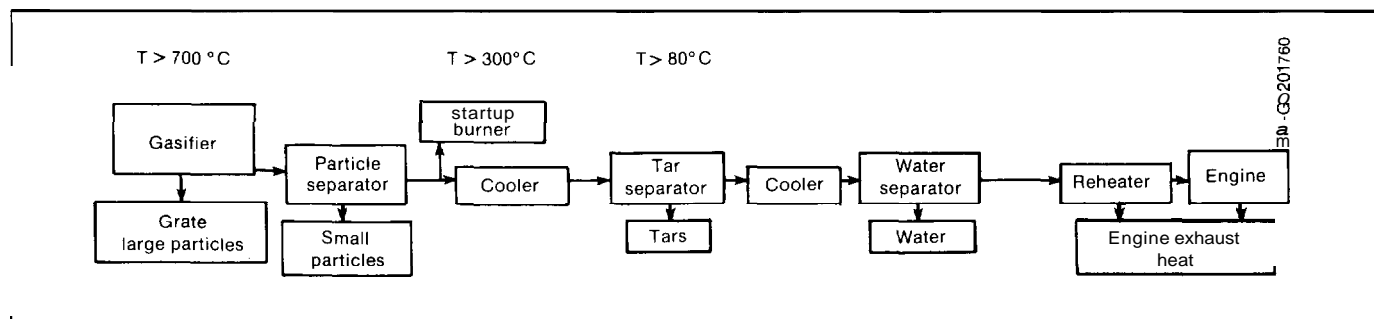 T > 700 °C
T > 300°C
T > 80°C
Gasifier
Grate
large particles
Particle
separator
Small
particles
startup
burner
Cooler
Tar
separator
Tars
Cooler
Water
separator
Water
Reheater
Engine
Engine exhaust
heat